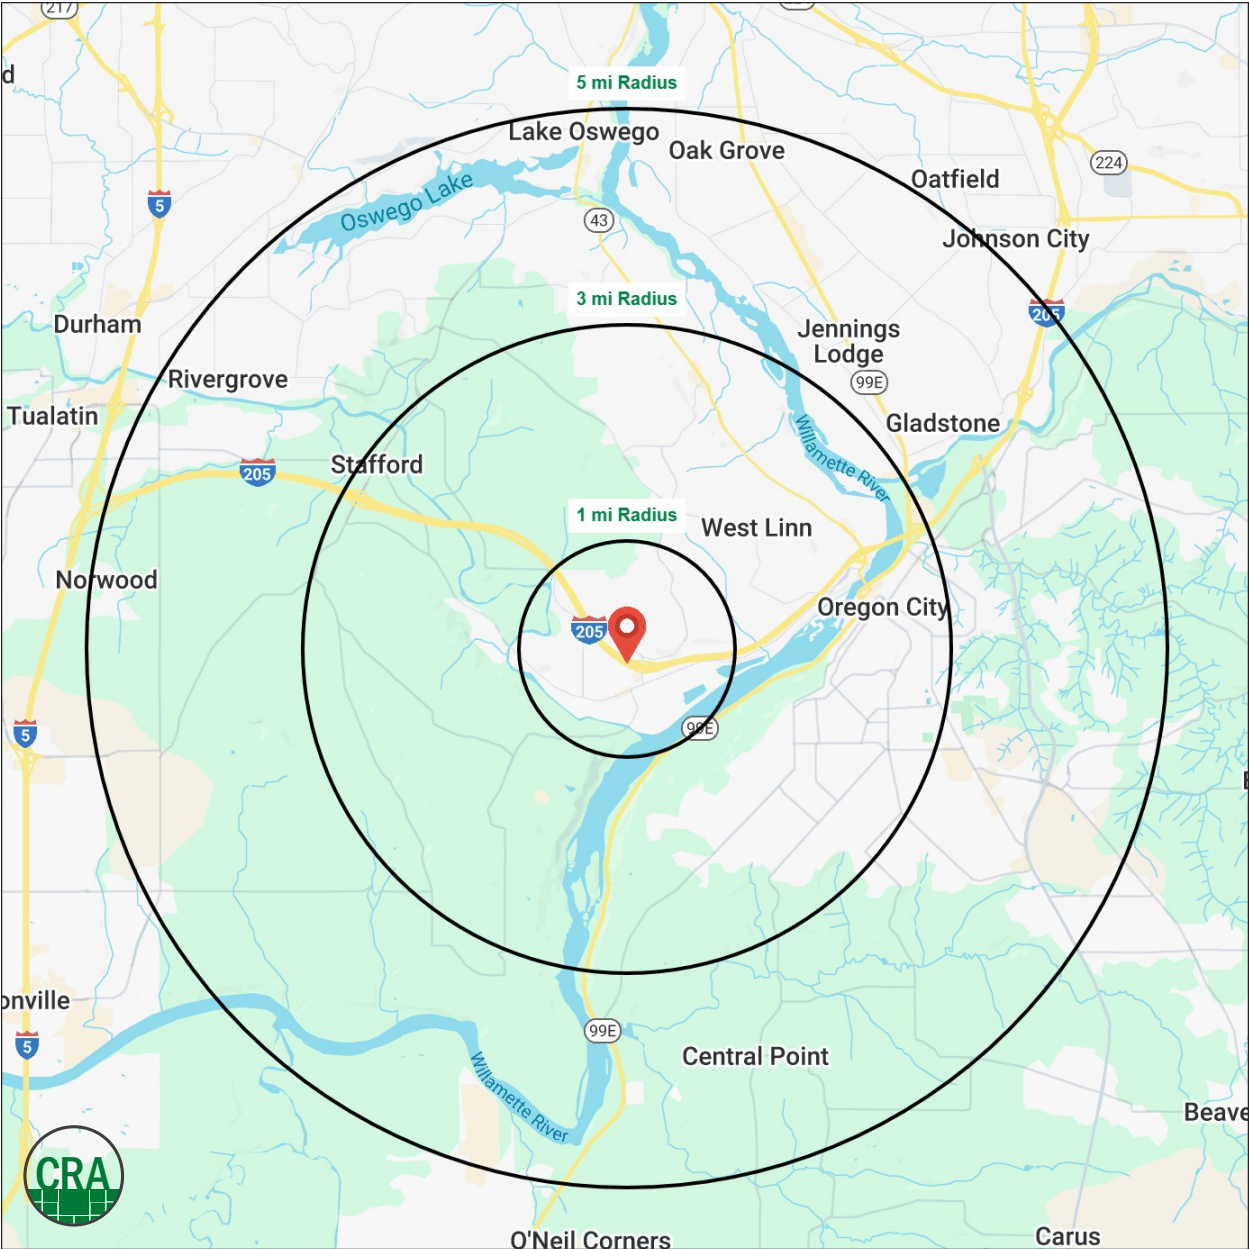 217
d
5 mi Radius
Lake Oswego
Oak Grove
224
Oatfield
Oswego Lake
5
43
Johnson City
3 mi Radius
205
Durham
Jennings
Lodge
Rivergrove
99E
Tualatin
Gladstone
Stafford
205
Willamette River
1 mi Radius
West Linn
Norwood
Oregon City
205
5
99E
onville
99E
5
Central Point
Willamette River
Beave
CRA
Carus
O'Neil Corners